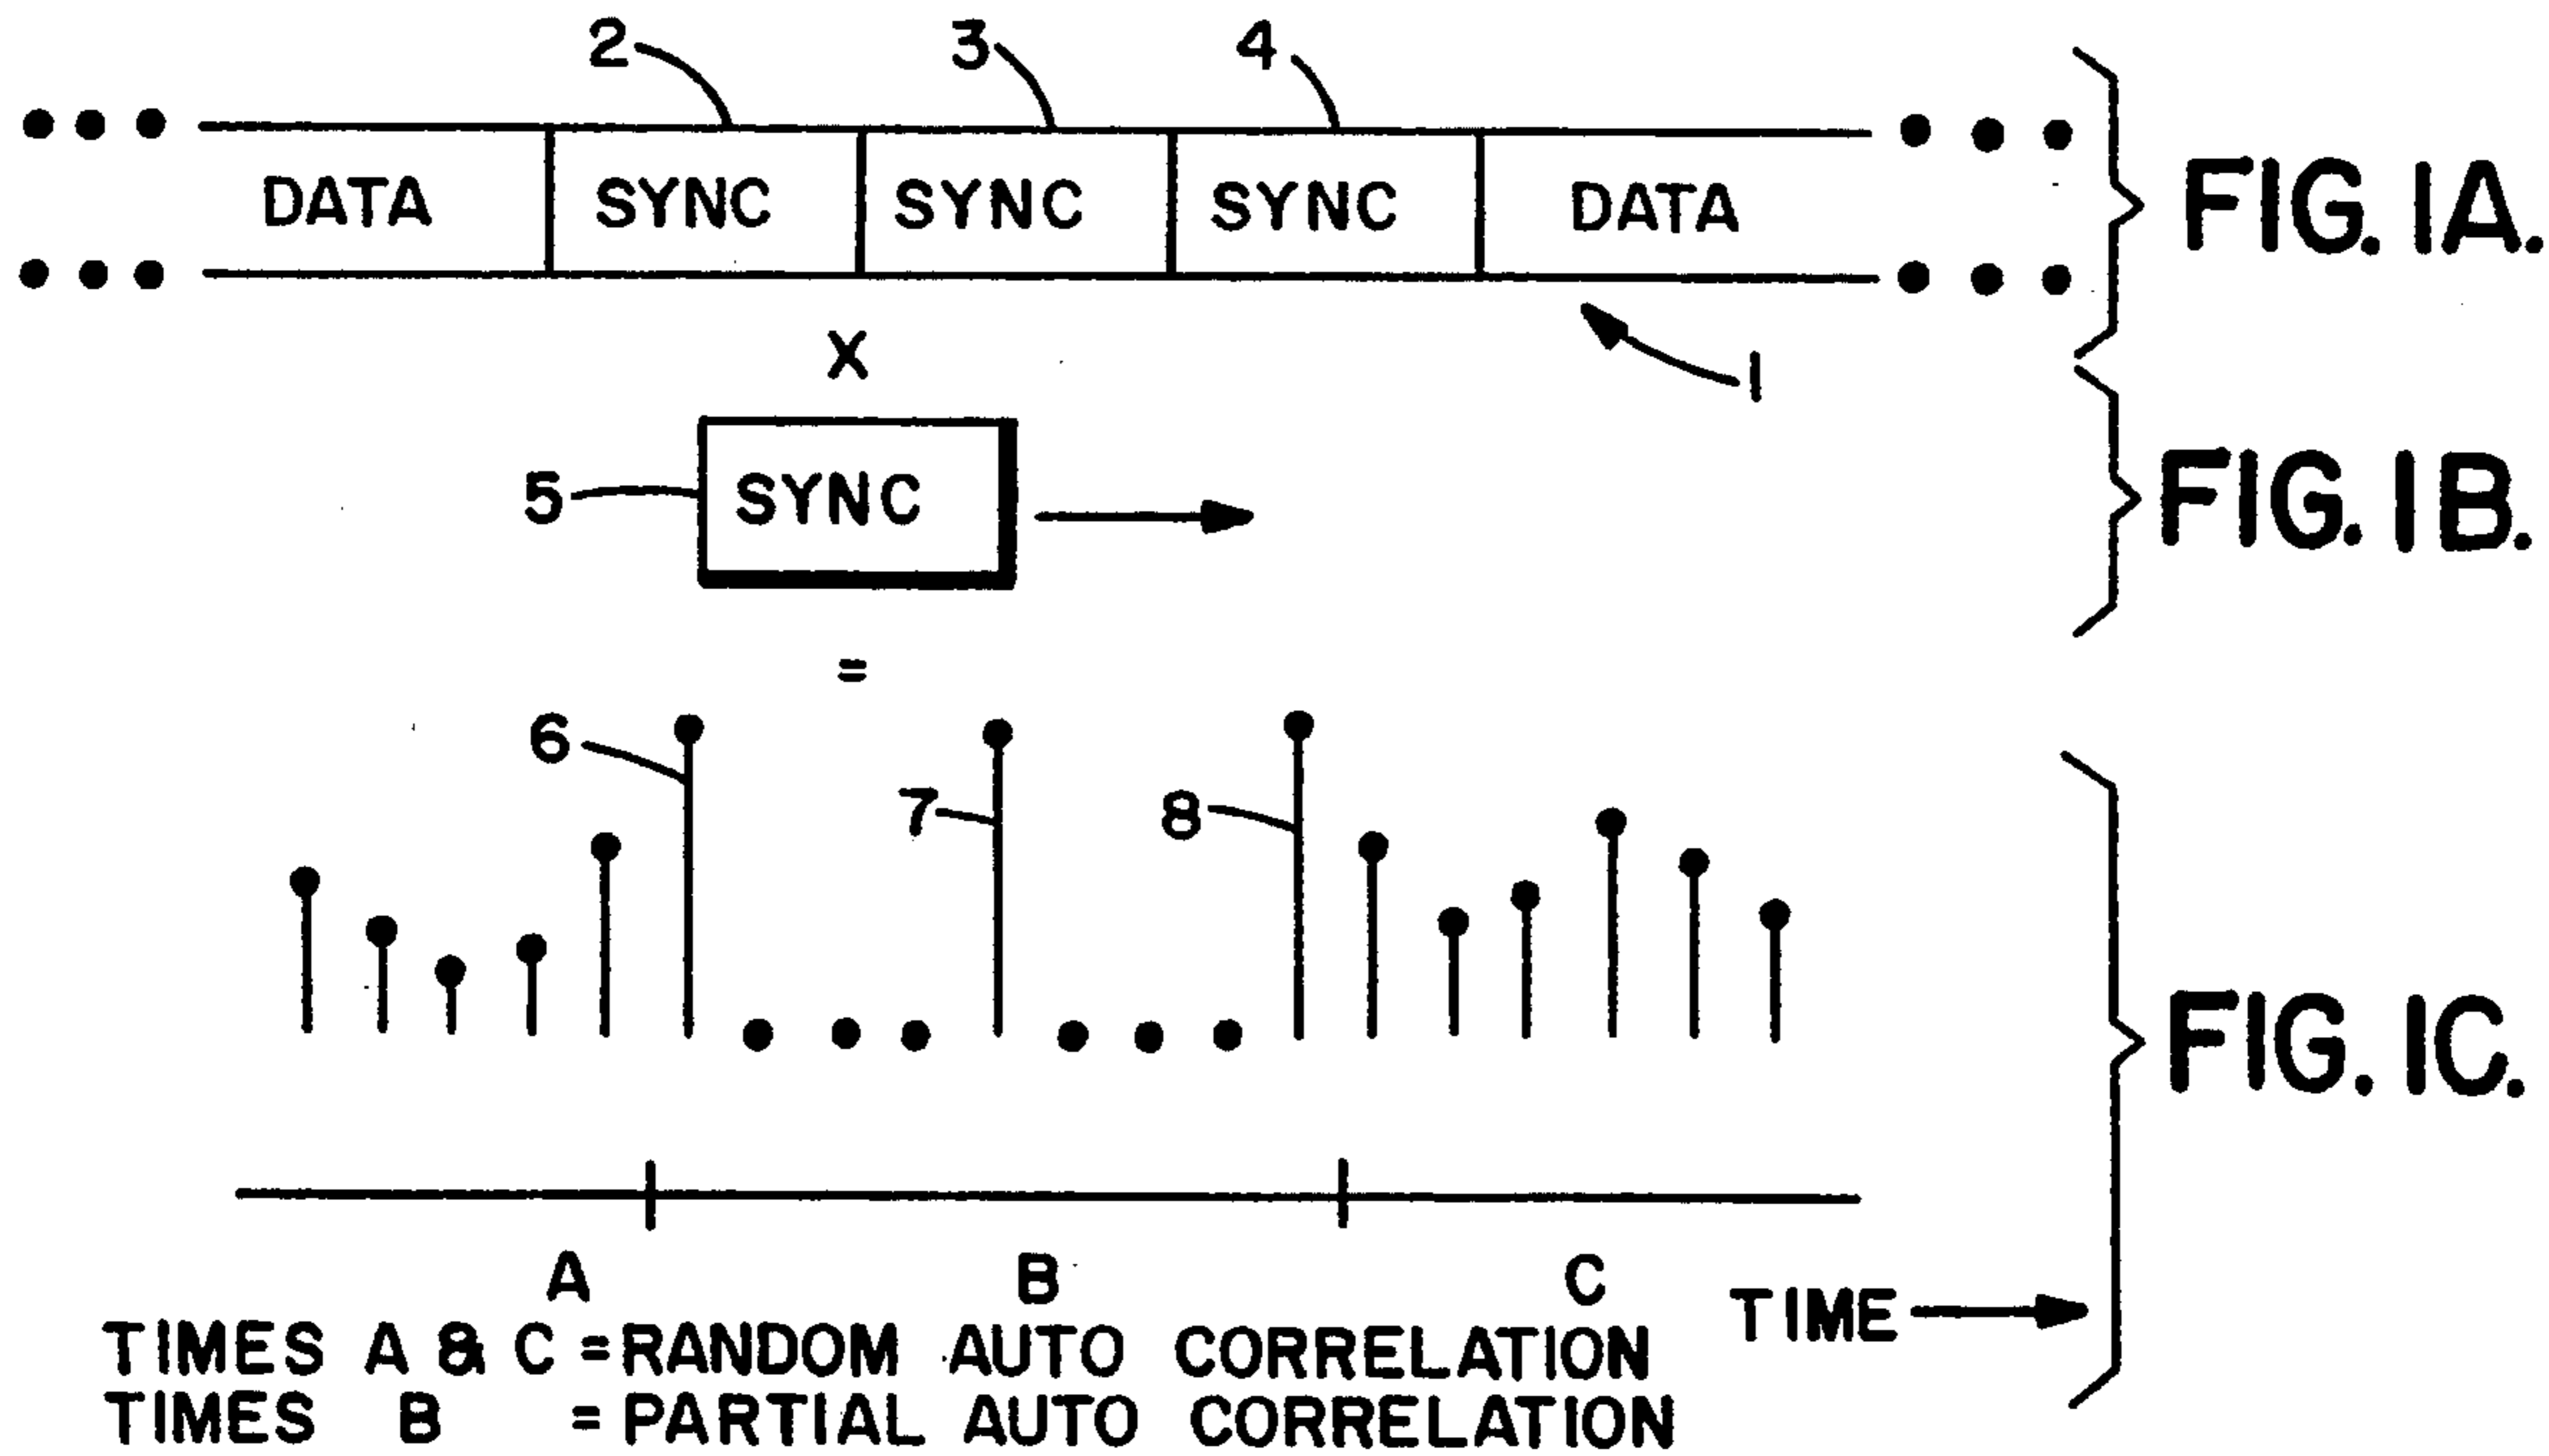 2 3 4
DATA SYNC SYNC SYNC DATA
FIG. 1A.
X
1
5 SYNC
FIG. 1B.
=
6
7
8
FIG. 1C.
A B C
TIME
TIMES A & C = RANDOM AUTO CORRELATION
TIMES B = PARTIAL AUTO CORRELATION